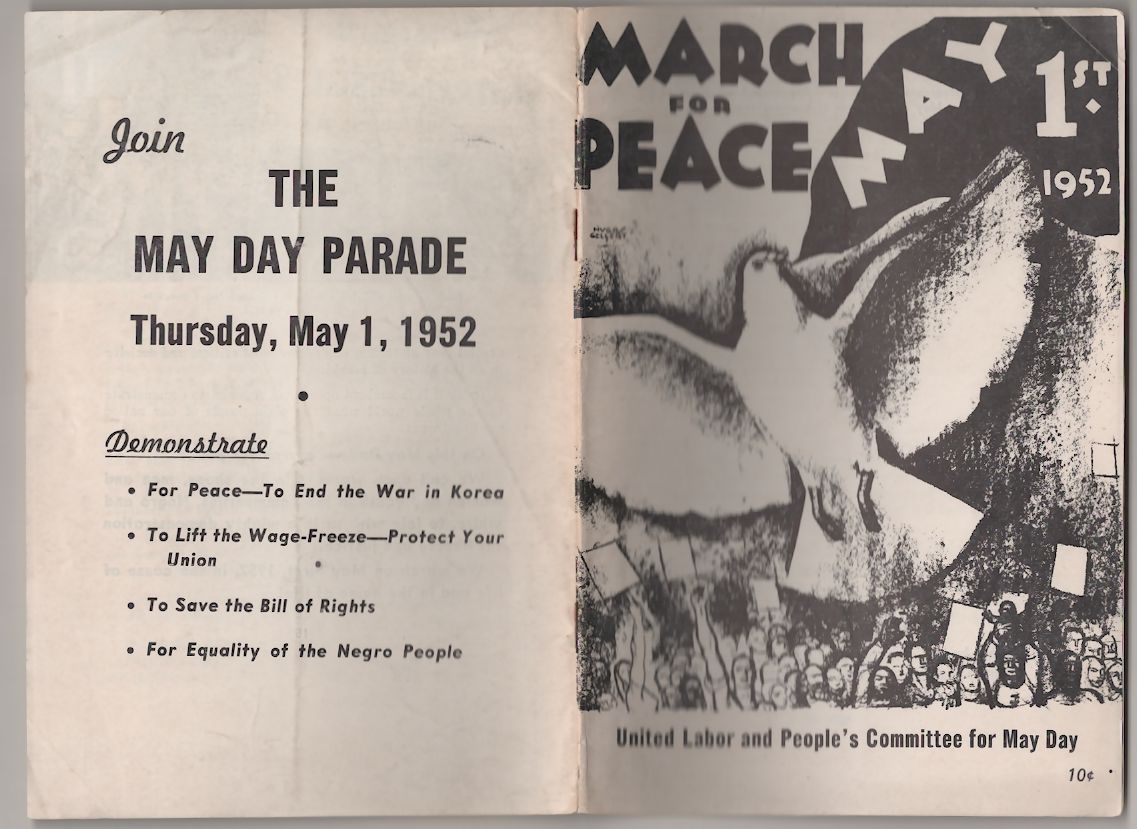 Join
THE
MAY DAY PARADE
Thursday, May 1, 1952
•
Demonstrate
• For Peace—To End the War in Korea
• To Lift the Wage-Freeze—Protect Your
Union
• To Save the Bill of Rights
• For Equality of the Negro People
MARCH
FOR
PEACE
MAY
1ST
1952
HUGO
GELLERT
United Labor and People's Committee for May Day
10¢